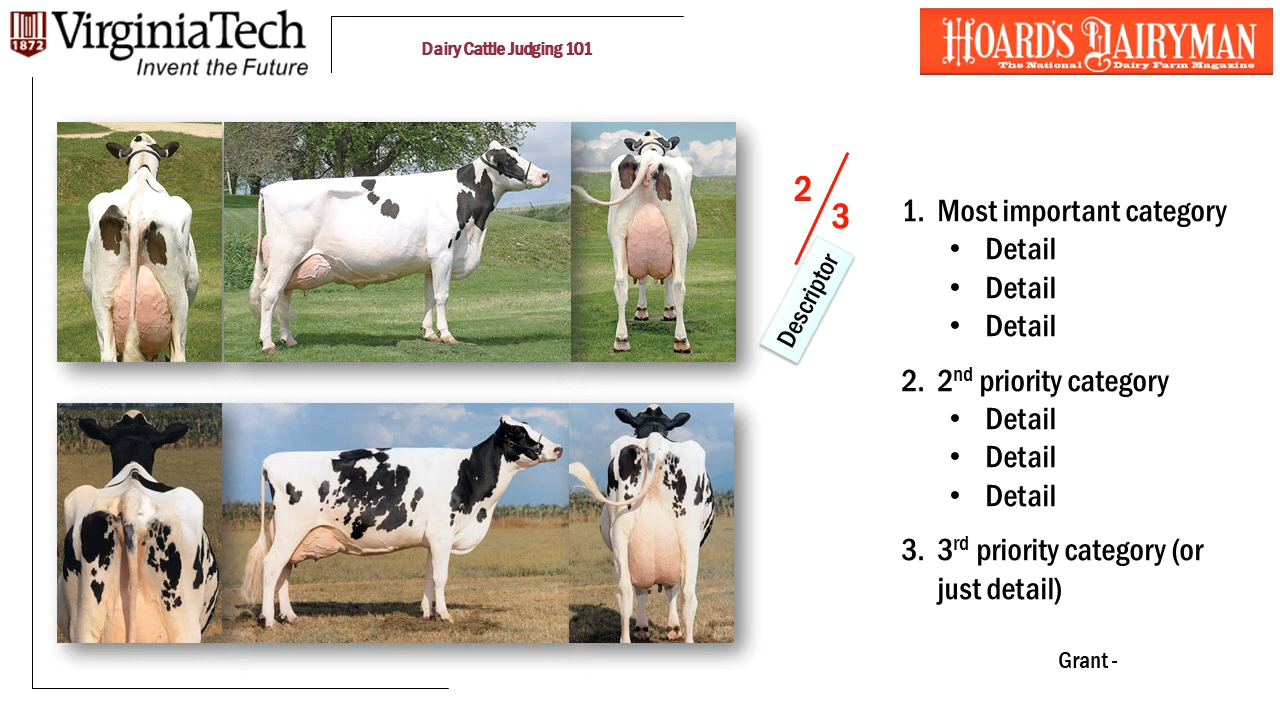 1872
VirginiaTech
Invent the Future
Dairy Cattle Judging 101
HOARD'S DAIRYMAN
The National Dairy Farm Magazine
2/3
Descriptor
1. Most important category
• Detail
• Detail
• Detail
2. 2nd priority category
• Detail
• Detail
• Detail
3. 3rd priority category (or
just detail)
Grant -